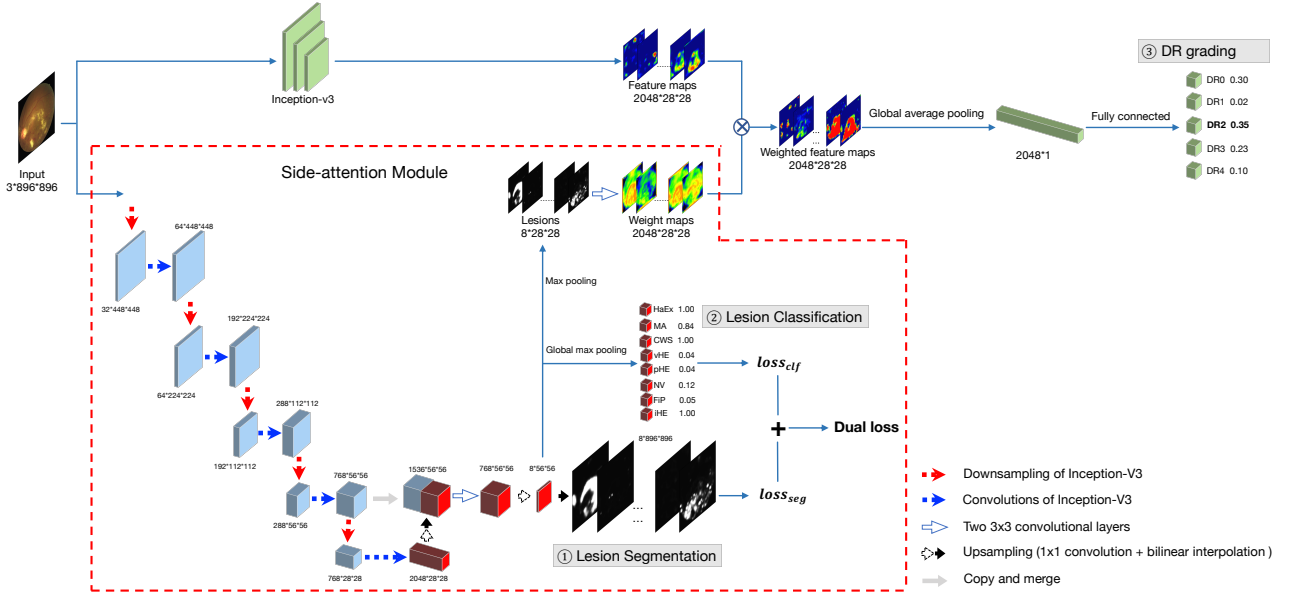 ③ DR grading
DR0 0.30
DR1 0.02
DR2 0.35
DR3 0.23
DR4 0.10
Inception-v3
Feature maps
2048*28*28
Input
3*896*896
Weighted feature maps
2048*28*28
Global average pooling
2048*1
Fully connected
Side-attention Module
Lesions
8*28*28
Weight maps
2048*28*28
Max pooling
Global max pooling
64*448*448
32*448*448
192*224*224
64*224*224
288*112*112
192*112*112
768*56*56
288*56*56
768*28*28
2048*28*28
1536*56*56
768*56*56
8*56*56
8*896*896
HaEx 1.00
MA 0.84
CWS 1.00
vHE 0.04
pHE 0.04
NV 0.12
FiP 0.05
iHE 1.00
② Lesion Classification
loss_clf
+
Dual loss
loss_seg
① Lesion Segmentation
Downsampling of Inception-V3
Convolutions of Inception-V3
Two 3x3 convolutional layers
Upsampling (1x1 convolution + bilinear interpolation )
Copy and merge